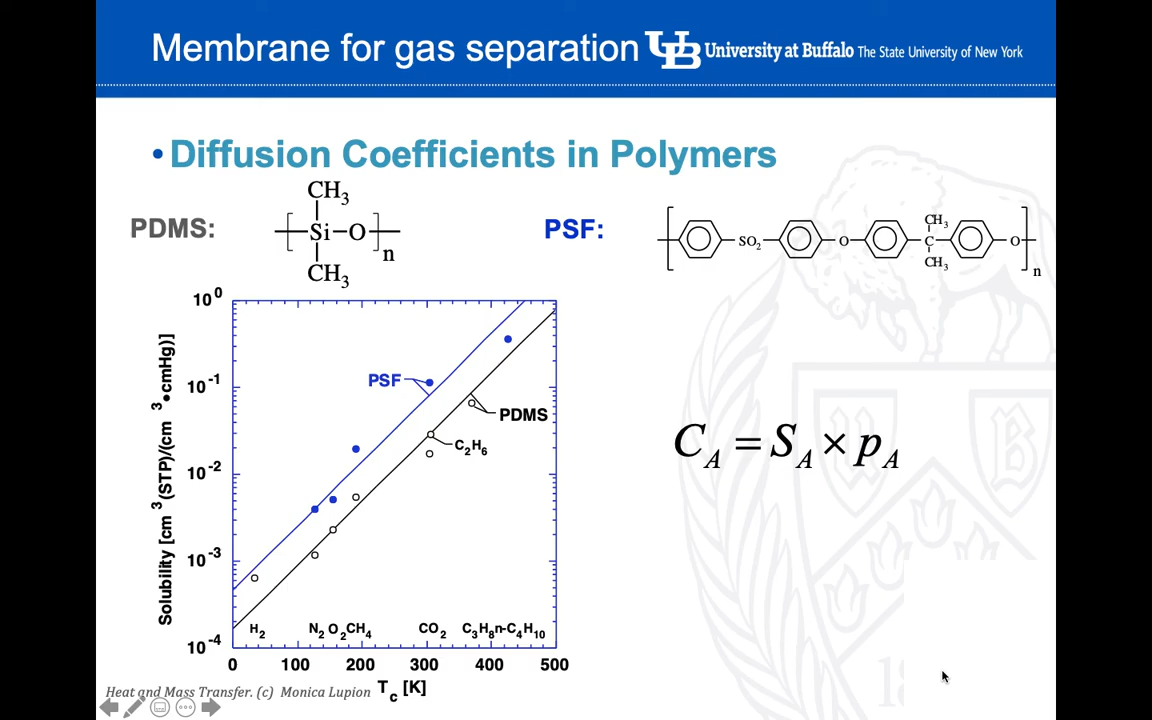 Membrane for gas separation
UB University at Buffalo The State University of New York
• Diffusion Coefficients in Polymers
PDMS:
CH3
Si–O
n
CH3
PSF:
SO2
O
CH3
C
CH3
O
n
Solubility [cm3(STP)/(cm3•cmHg)]
10^0
10^-1
10^-2
10^-3
10^-4
PSF
PDMS
C2H6
H2 N2 O2 CH4 CO2 C3H8 n-C4H10
0 100 200 300 400 500
Tc [K]
C_A = S_A × p_A
Heat and Mass Transfer. (c) Monica Lupion